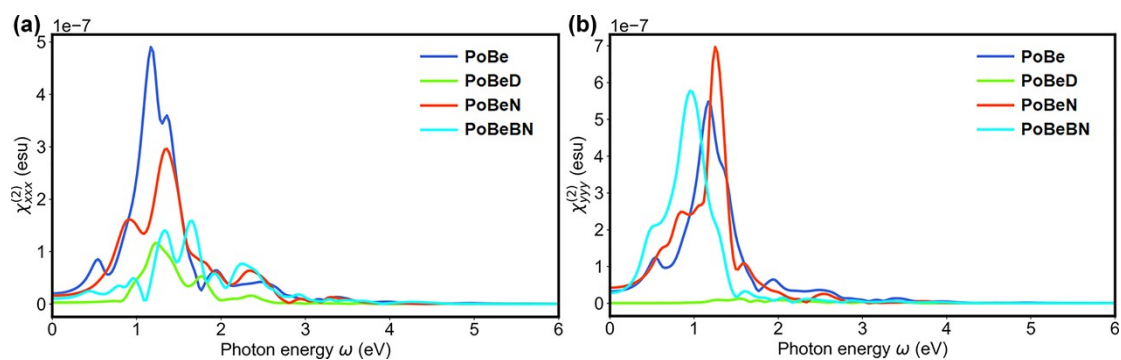 (a)
1e−7
χ(2)xxx (esu)
5
4
3
2
1
0
PoBe
PoBeD
PoBeN
PoBeBN
0 1 2 3 4 5 6
Photon energy ω (eV)
(b)
1e−7
χ(2)yyy (esu)
7
6
5
4
3
2
1
0
PoBe
PoBeD
PoBeN
PoBeBN
0 1 2 3 4 5 6
Photon energy ω (eV)